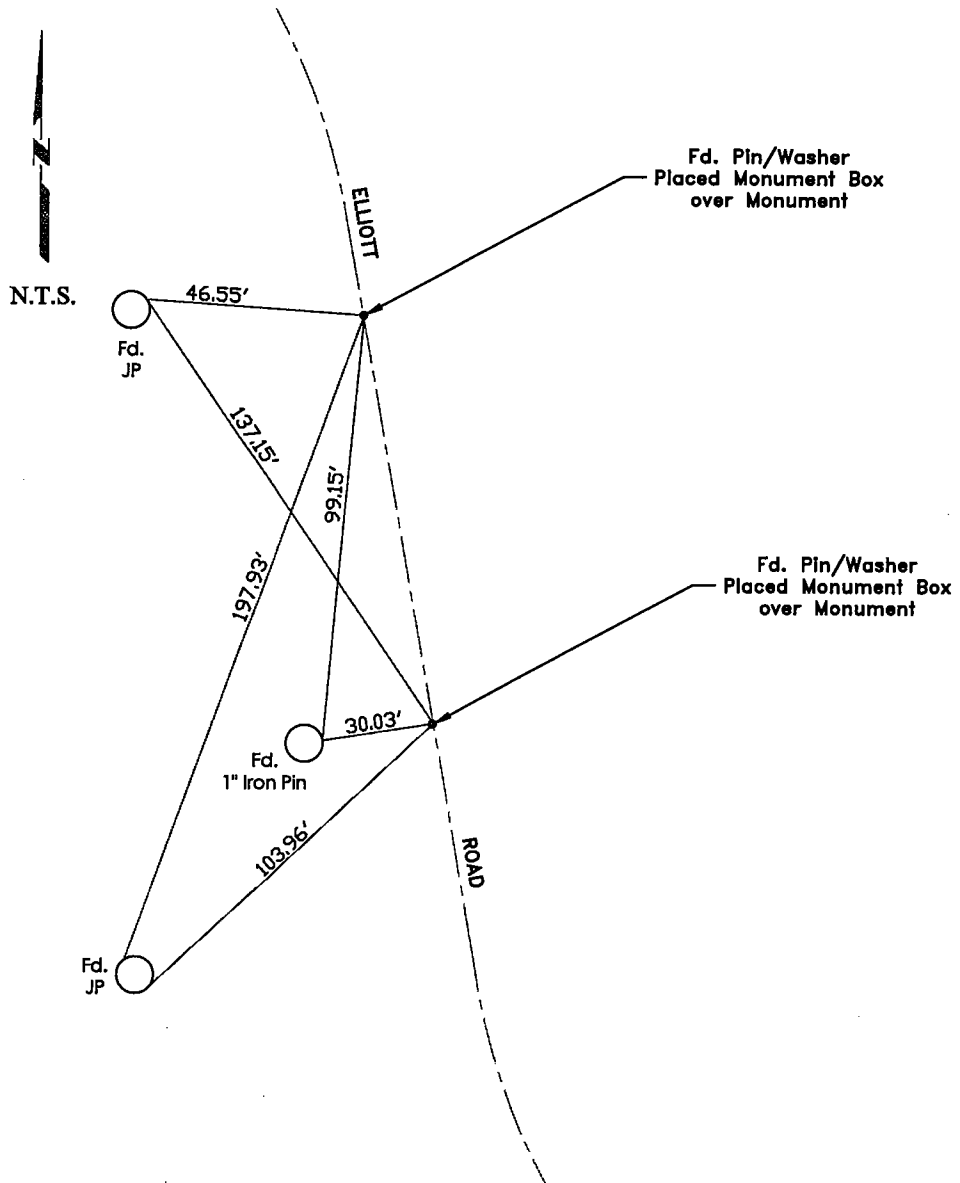 Fd. Pin/Washer
Placed Monument Box
over Monument
ELLIOTT
N
N.T.S.
46.55'
Fd.
JP
137.15'
99.15'
197.93'
Fd. Pin/Washer
Placed Monument Box
over Monument
30.03'
Fd.
1" Iron Pin
103.96'
ROAD
Fd.
JP